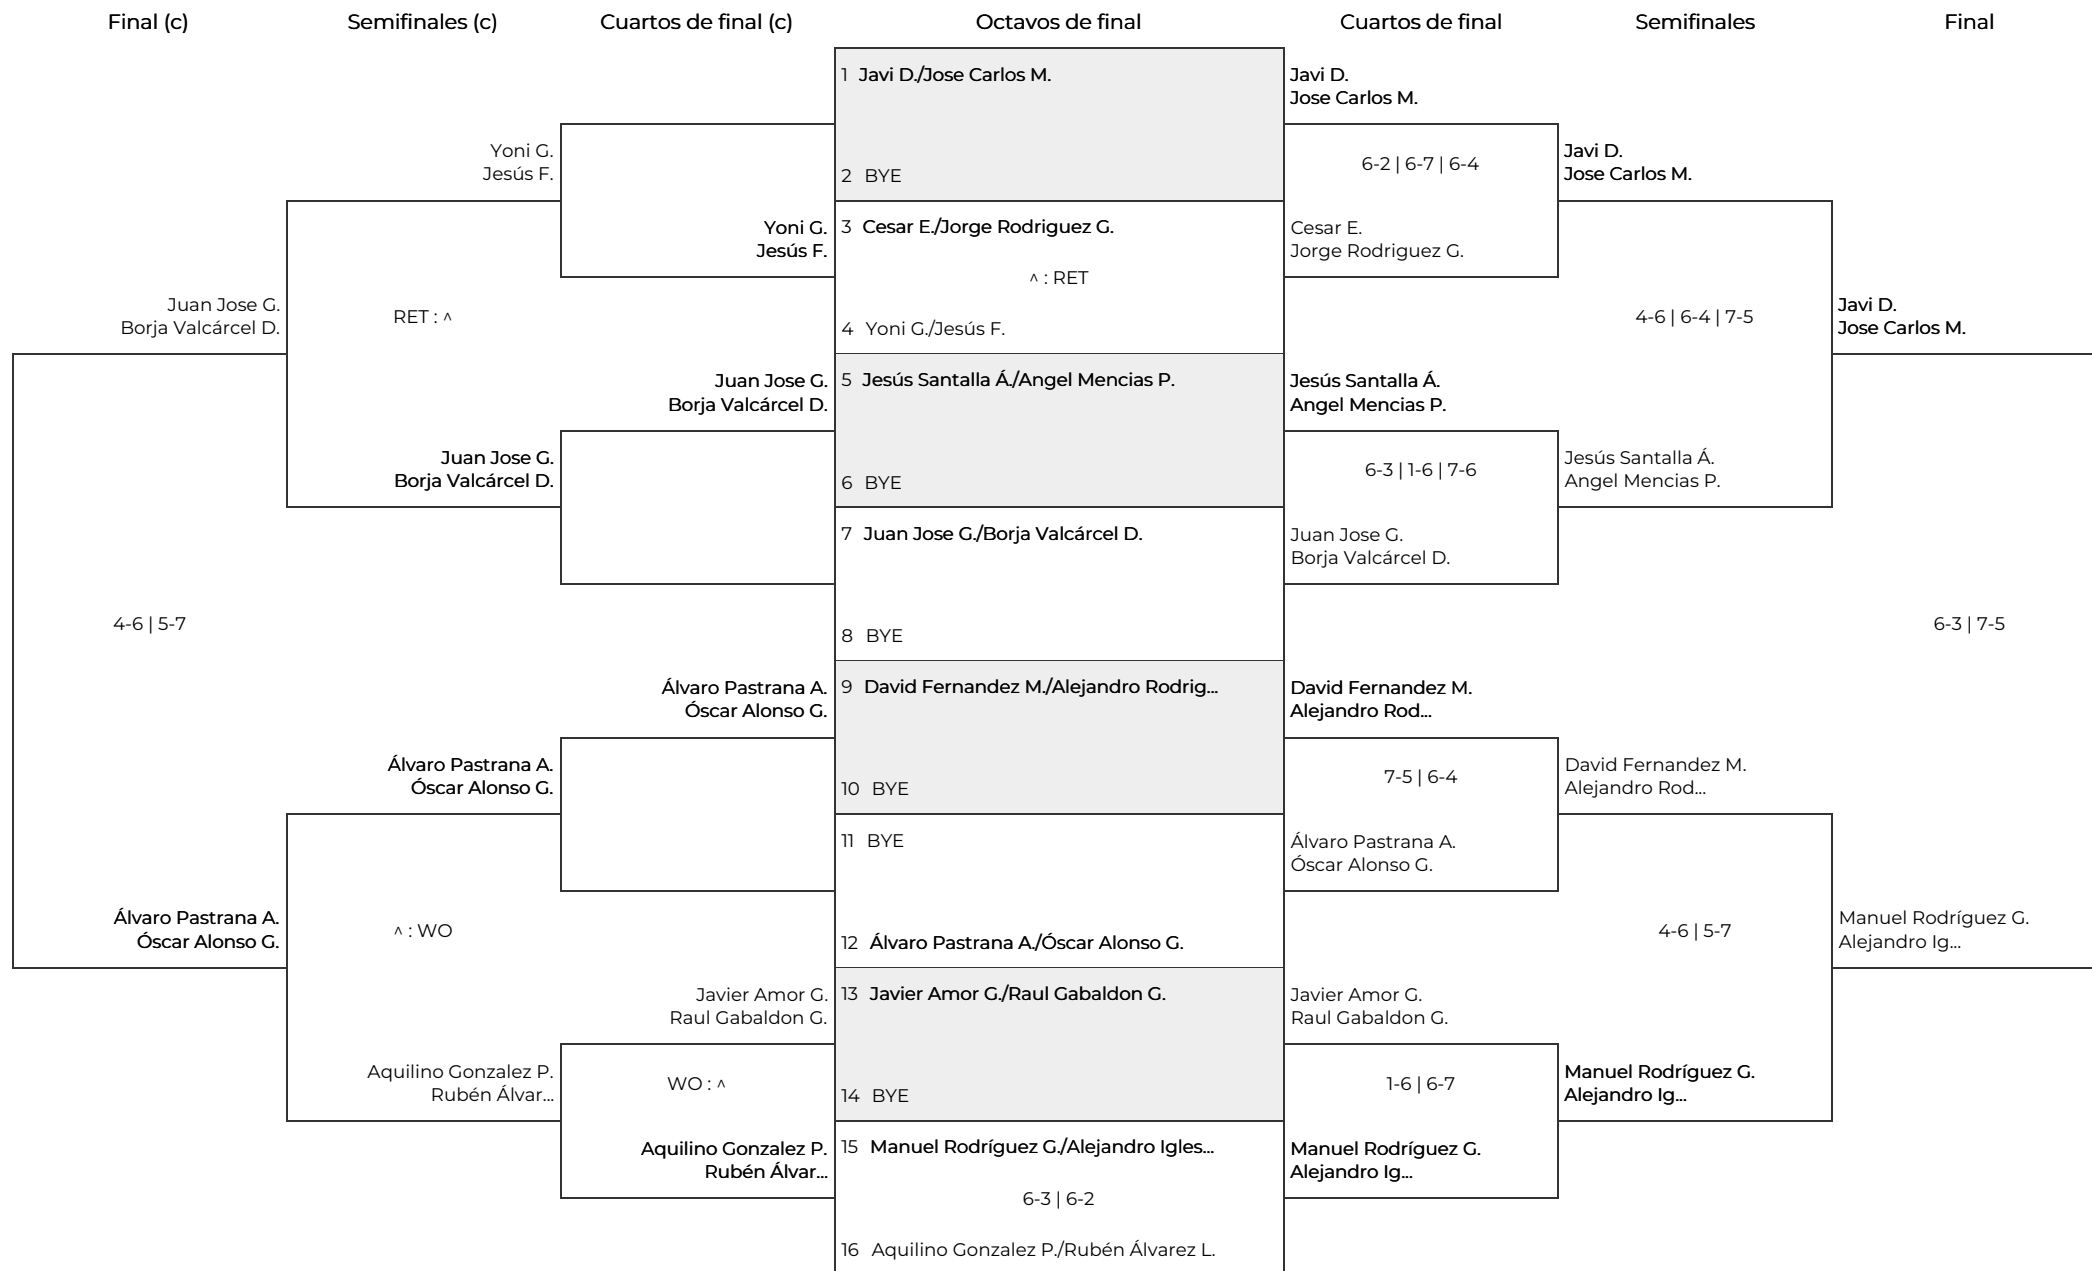 Final (c)
Semifinales (c)
Cuartos de final (c)
Octavos de final
Cuartos de final
Semifinales
Final
Juan Jose G.
Borja Valcárcel D.
4-6 | 5-7
Álvaro Pastrana A.
Óscar Alonso G.
Yoni G.
Jesús F.
RET : ^
Juan Jose G.
Borja Valcárcel D.
Álvaro Pastrana A.
Óscar Alonso G.
^ : WO
Aquilino Gonzalez P.
Rubén Álvar...
Yoni G.
Jesús F.
Juan Jose G.
Borja Valcárcel D.
Álvaro Pastrana A.
Óscar Alonso G.
Javier Amor G.
Raul Gabaldon G.
WO : ^
Aquilino Gonzalez P.
Rubén Álvar...
1 Javi D./Jose Carlos M.
2 BYE
3 Cesar E./Jorge Rodriguez G.
^ : RET
4 Yoni G./Jesús F.
5 Jesús Santalla Á./Angel Mencias P.
6 BYE
7 Juan Jose G./Borja Valcárcel D.
8 BYE
9 David Fernandez M./Alejandro Rodrig...
10 BYE
11 BYE
12 Álvaro Pastrana A./Óscar Alonso G.
13 Javier Amor G./Raul Gabaldon G.
14 BYE
15 Manuel Rodríguez G./Alejandro Igles...
6-3 | 6-2
16 Aquilino Gonzalez P./Rubén Álvarez L.
Javi D.
Jose Carlos M.
6-2 | 6-7 | 6-4
Cesar E.
Jorge Rodriguez G.
Jesús Santalla Á.
Angel Mencias P.
6-3 | 1-6 | 7-6
Juan Jose G.
Borja Valcárcel D.
David Fernandez M.
Alejandro Rod...
7-5 | 6-4
Álvaro Pastrana A.
Óscar Alonso G.
Javier Amor G.
Raul Gabaldon G.
1-6 | 6-7
Manuel Rodríguez G.
Alejandro Ig...
Javi D.
Jose Carlos M.
4-6 | 6-4 | 7-5
Jesús Santalla Á.
Angel Mencias P.
David Fernandez M.
Alejandro Rod...
4-6 | 5-7
Manuel Rodríguez G.
Alejandro Ig...
Javi D.
Jose Carlos M.
6-3 | 7-5
Manuel Rodríguez G.
Alejandro Ig...